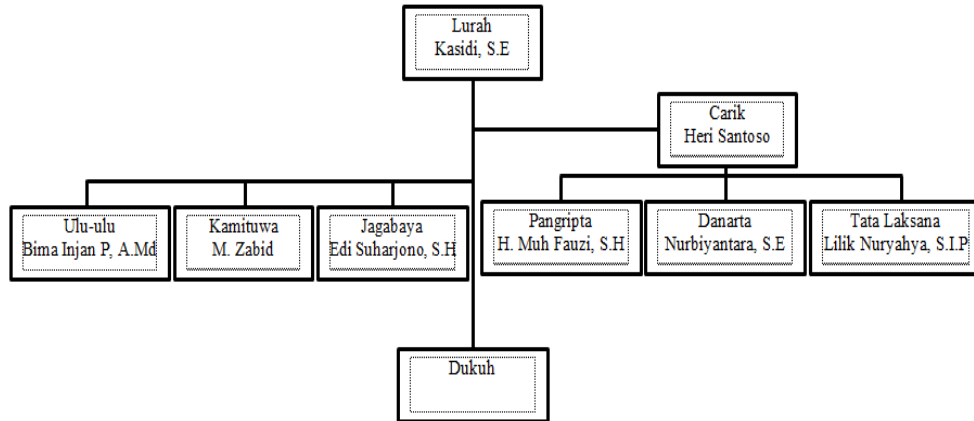 Lurah
Kasidi, S.E
Carik
Heri Santoso
Ulu-ulu
Bima Injan P, A.Md
Kamituwa
M. Zabid
Jagabaya
Edi Suharjono, S.H
Pangripta
H. Muh Fauzi, S.H
Danarta
Nurbiyantara, S.E
Tata Laksana
Lilik Nuryahya, S.I.P
Dukuh